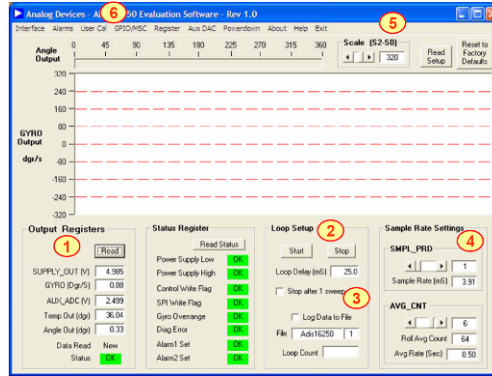 Analog Devices - A 6 50 Evaluation Software - Rev 1.0
Interface Alarms User Cal GPIO/MSC Register Aux DAC Powerdown About Help Exit
5
Angle Output
0 45 90 135 180 225 270 315 360
Scale (S2-S0)
320
Read Setup
Reset to Factory Defaults
GYRO Output
dgr/s
320
240
160
80
0
-80
-160
-240
-320
Output Registers
1
Read
SUPPLY_OUT (V) 4.985
GYRO (Dgr/S) 0.88
AUX_ADC (V) 2.499
Temp Out (dgr) 36.04
Angle Out (dgr) 0.33
Data Read New
Status OK
Status Register
Read Status
Power Supply Low OK
Power Supply High OK
Control Write Flag OK
SPI Write Flag OK
Gyro Overrange OK
Diag Error OK
Alarm1 Set OK
Alarm2 Set OK
Loop Setup
2
Start Stop
Loop Delay (mS) 25.0
Stop after 1 sweep
3
Log Data to File
File Adis16250 1
Loop Count
Sample Rate Settings
SMPL_PRD
4
1
Sample Rate (mS) 3.91
AVG_CNT
6
Roll Avg Count 64
Avg Rate (Sec) 0.50